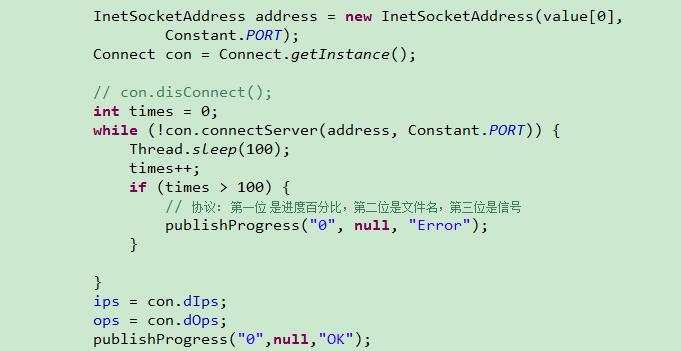 InetSocketAddress address = new InetSocketAddress(value[0],
Constant.PORT);
Connect con = Connect.getInstance();
// con.disConnect();
int times = 0;
while (!con.connectServer(address, Constant.PORT)) {
Thread.sleep(100);
times++;
if (times > 100) {
// 协议: 第一位 是进度百分比，第二位是文件名，第三位是信号
publishProgress("0", null, "Error");
}
}
ips = con.dIps;
ops = con.dOps;
publishProgress("0",null,"OK");